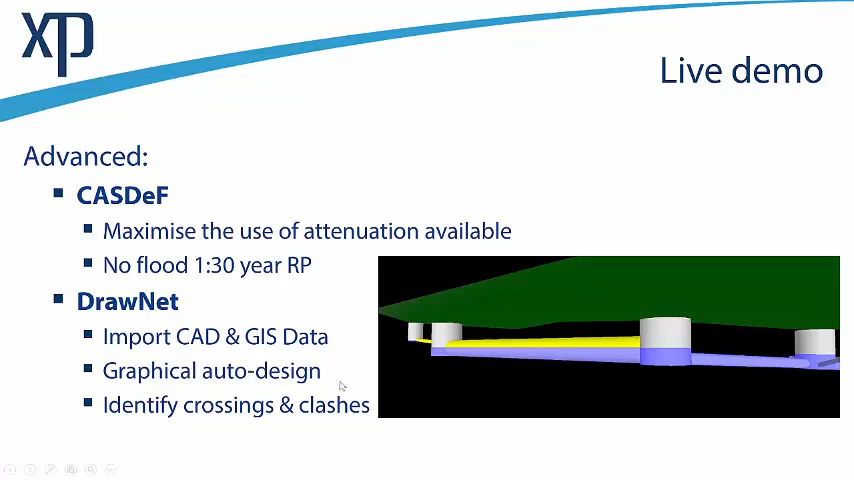 xp
Live demo
Advanced:
CASDeF
Maximise the use of attenuation available
No flood 1:30 year RP
DrawNet
Import CAD & GIS Data
Graphical auto-design
Identify crossings & clashes